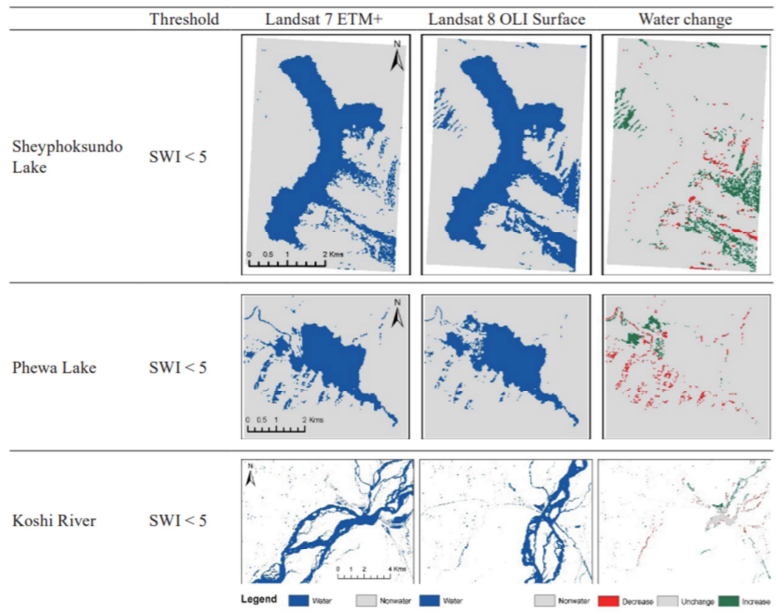 Threshold Landsat 7 ETM+ Landsat 8 OLI Surface Water change
Sheyphoksundo
Lake
SWI < 5
N
0 0.5 1 2 Kms
Phewa Lake SWI < 5
N
0 0.5 1 2 Kms
Koshi River SWI < 5
N
0 1 2 4 Kms
Legend Water Nonwater Water Nonwater Decrease Unchange Increase